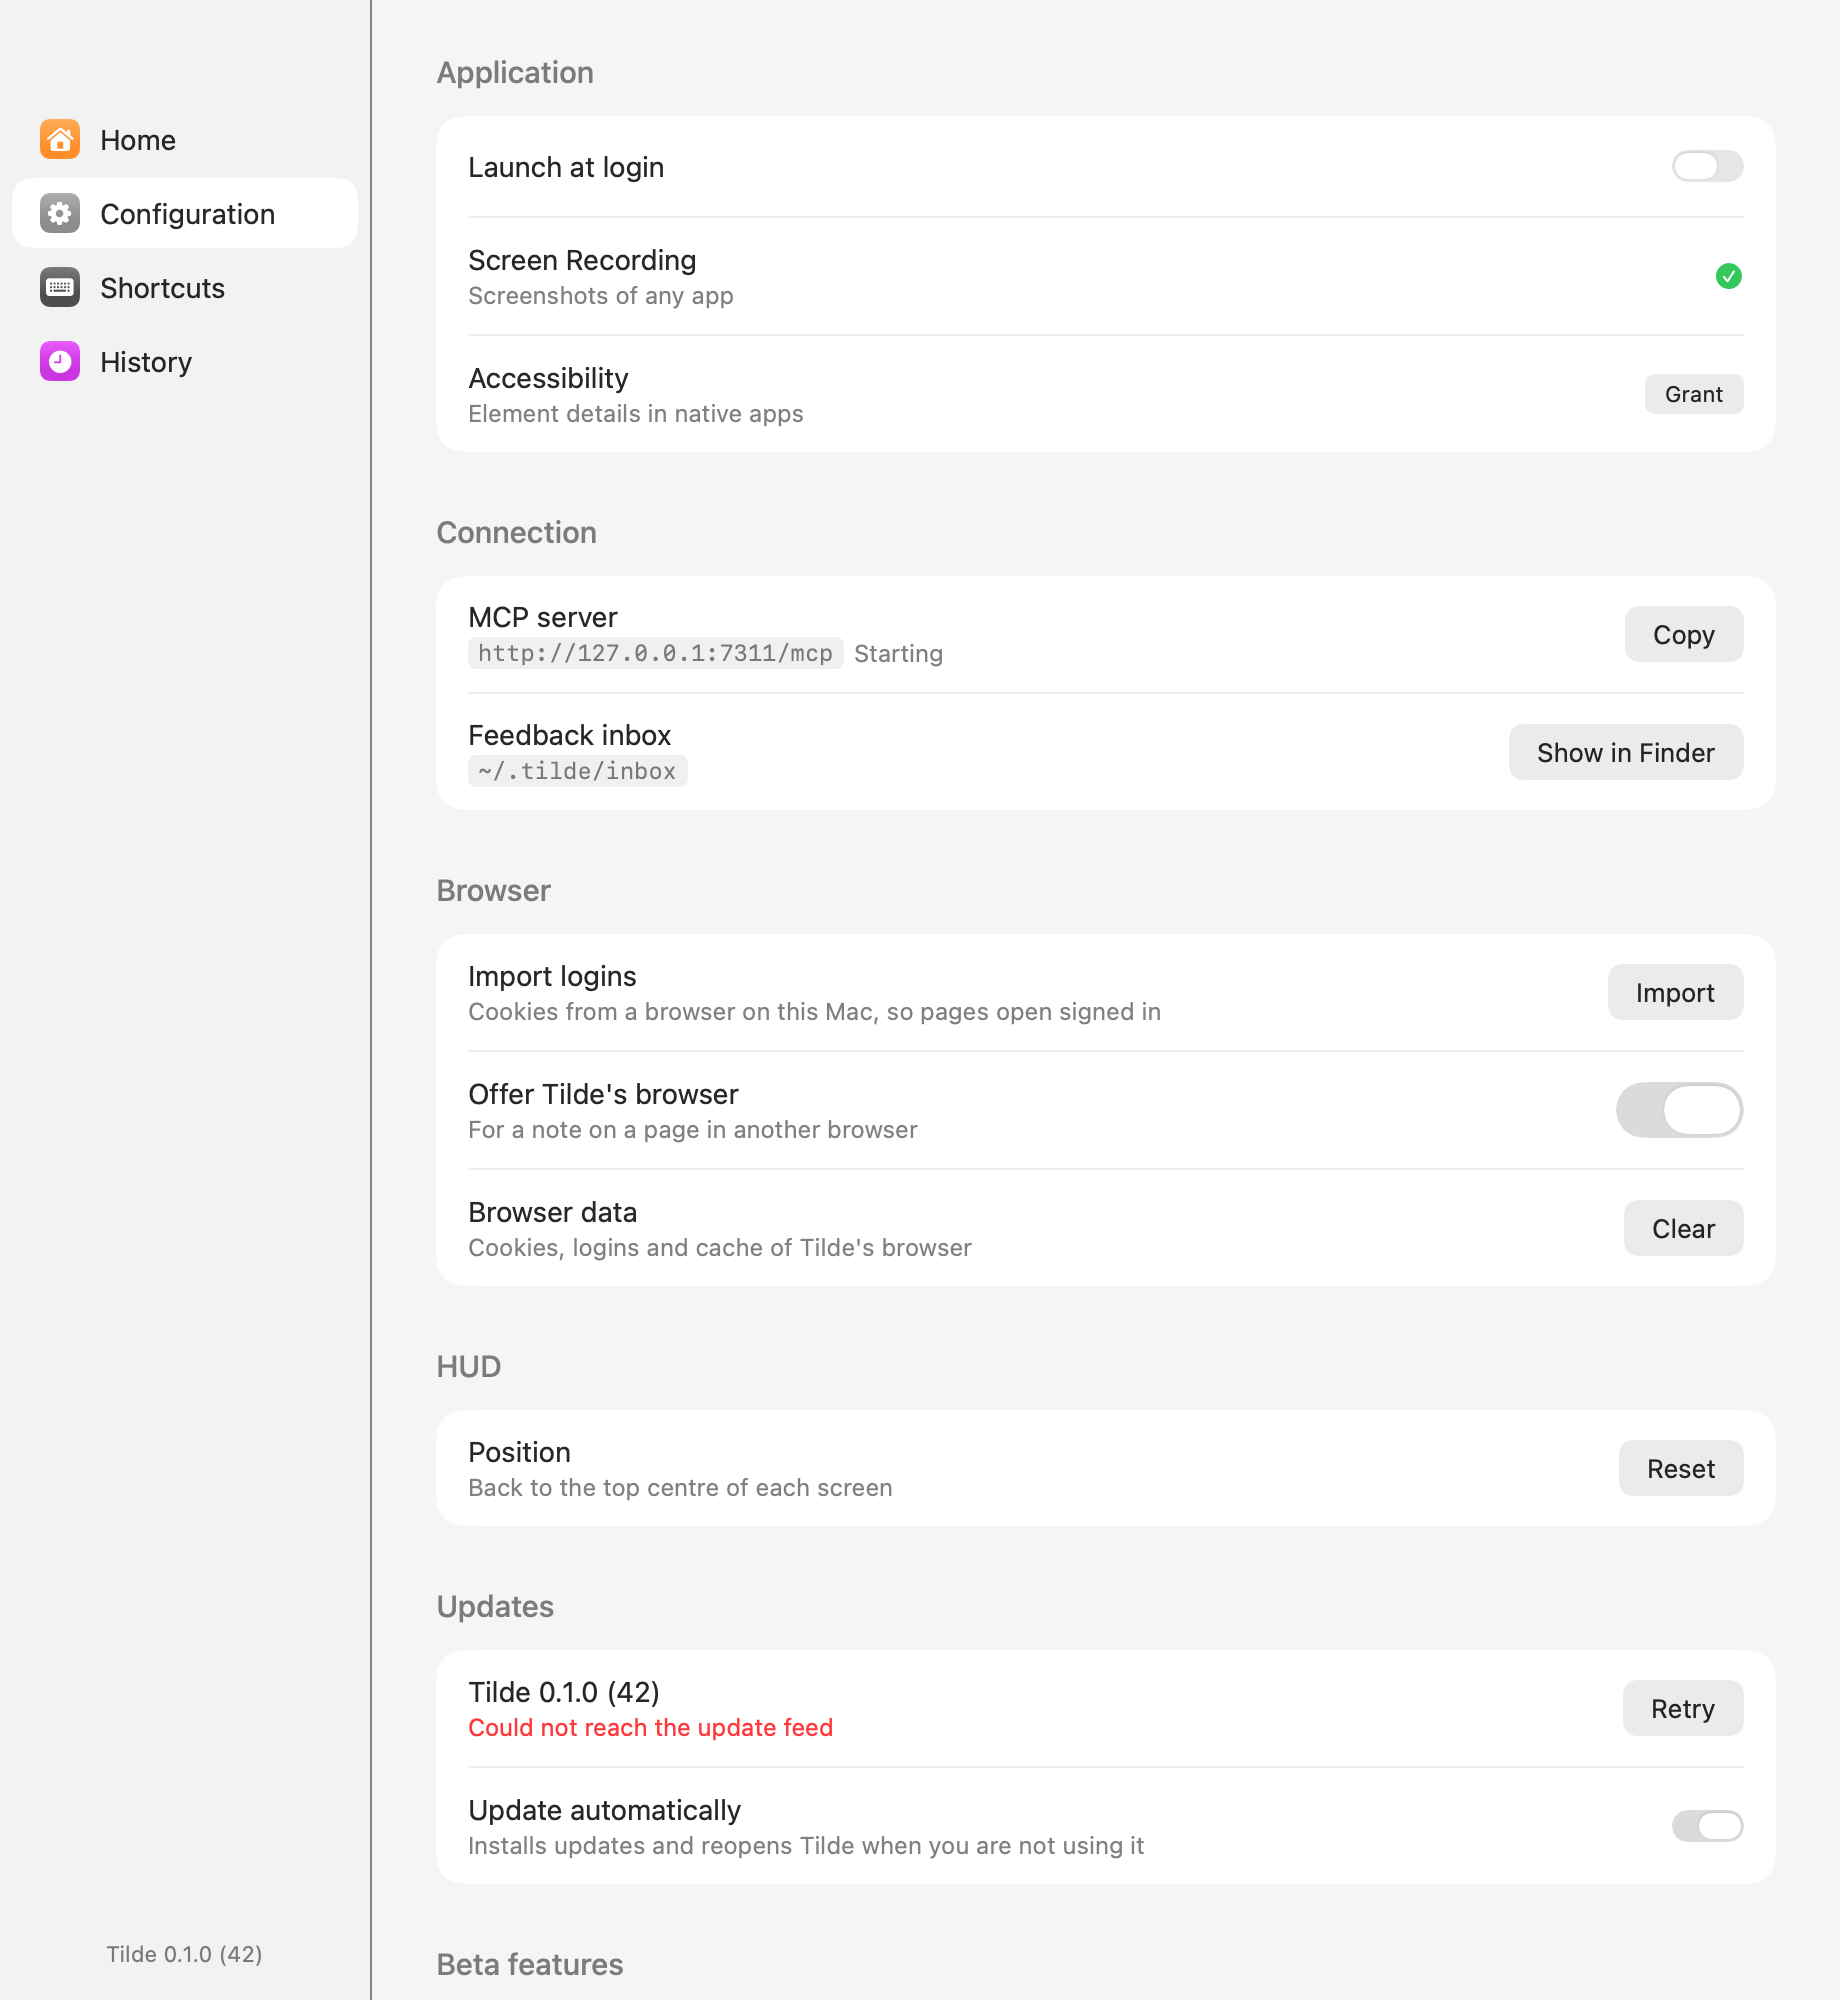 Home
Configuration
Shortcuts
History
Tilde 0.1.0 (42)
Application
Launch at login
Screen Recording
Screenshots of any app
Accessibility
Element details in native apps
Grant
Connection
MCP server
http://127.0.0.1:7311/mcp Starting
Copy
Feedback inbox
~/.tilde/inbox
Show in Finder
Browser
Import logins
Cookies from a browser on this Mac, so pages open signed in
Import
Offer Tilde's browser
For a note on a page in another browser
Browser data
Cookies, logins and cache of Tilde's browser
Clear
HUD
Position
Back to the top centre of each screen
Reset
Updates
Tilde 0.1.0 (42)
Could not reach the update feed
Retry
Update automatically
Installs updates and reopens Tilde when you are not using it
Beta features